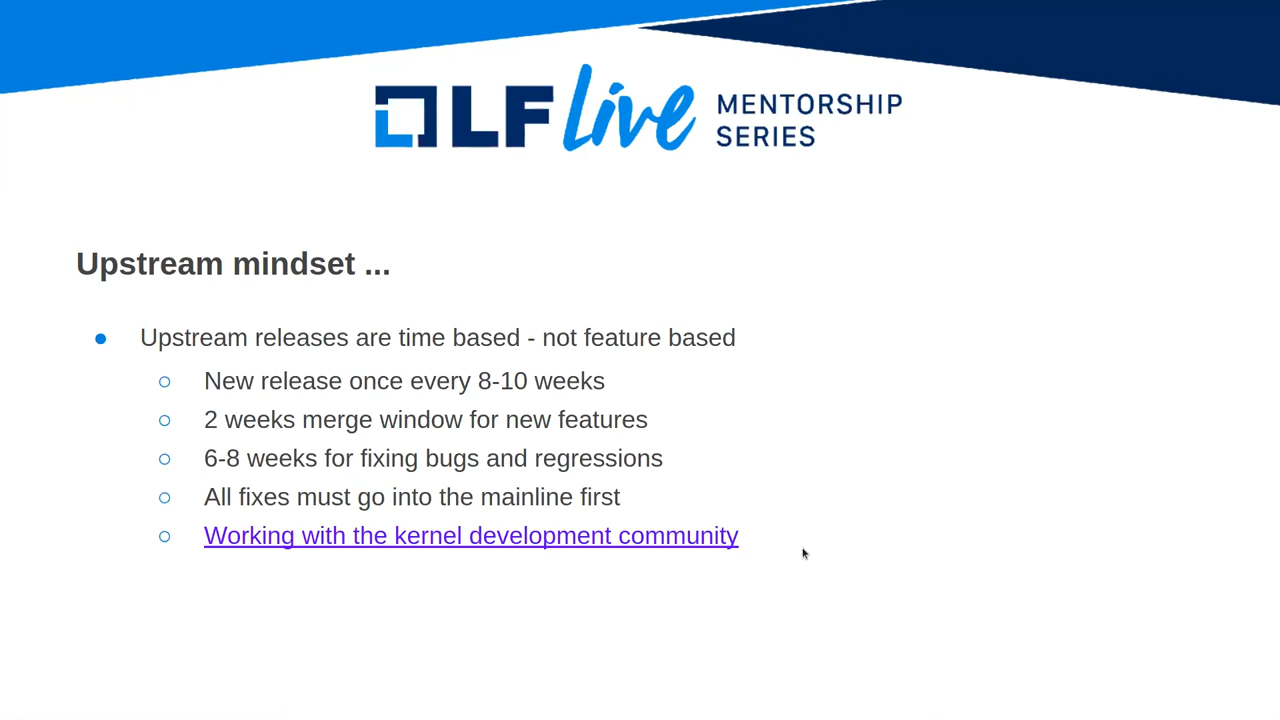 LF Live MENTORSHIP
SERIES
Upstream mindset ...
Upstream releases are time based - not feature based
New release once every 8-10 weeks
2 weeks merge window for new features
6-8 weeks for fixing bugs and regressions
All fixes must go into the mainline first
Working with the kernel development community